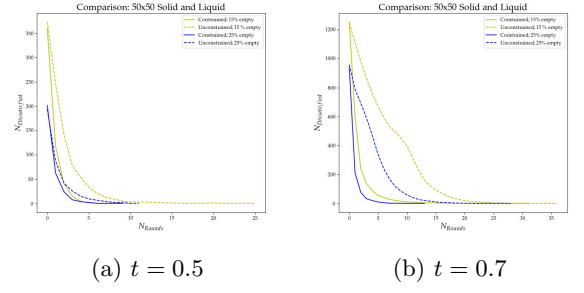 Comparison: 50x50 Solid and Liquid
Constrained; 15% empty
Unconstrained; 15 % empty
Constrained; 25% empty
Unconstrained; 25% empty
350
300
250
200
150
100
50
0
N_Dissatisfied
0 5 10 15 20 25
N_Rounds
(a) t = 0.5
Comparison: 50x50 Solid and Liquid
Constrained; 15% empty
Unconstrained; 15 % empty
Constrained; 25% empty
Unconstrained; 25% empty
1200
1000
800
600
400
200
0
N_Dissatisfied
0 5 10 15 20 25 30 35
N_Rounds
(b) t = 0.7